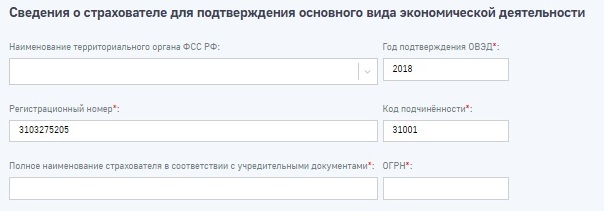 Сведения о страхователе для подтверждения основного вида экономической деятельности
Наименование территориального органа ФСС РФ: Год подтверждения ОВЭД*:
2018
Регистрационный номер*: Код подчинённости*:
3103275205 31001
Полное наименование страхователя в соответствии с учредительными документами*: ОГРН*: